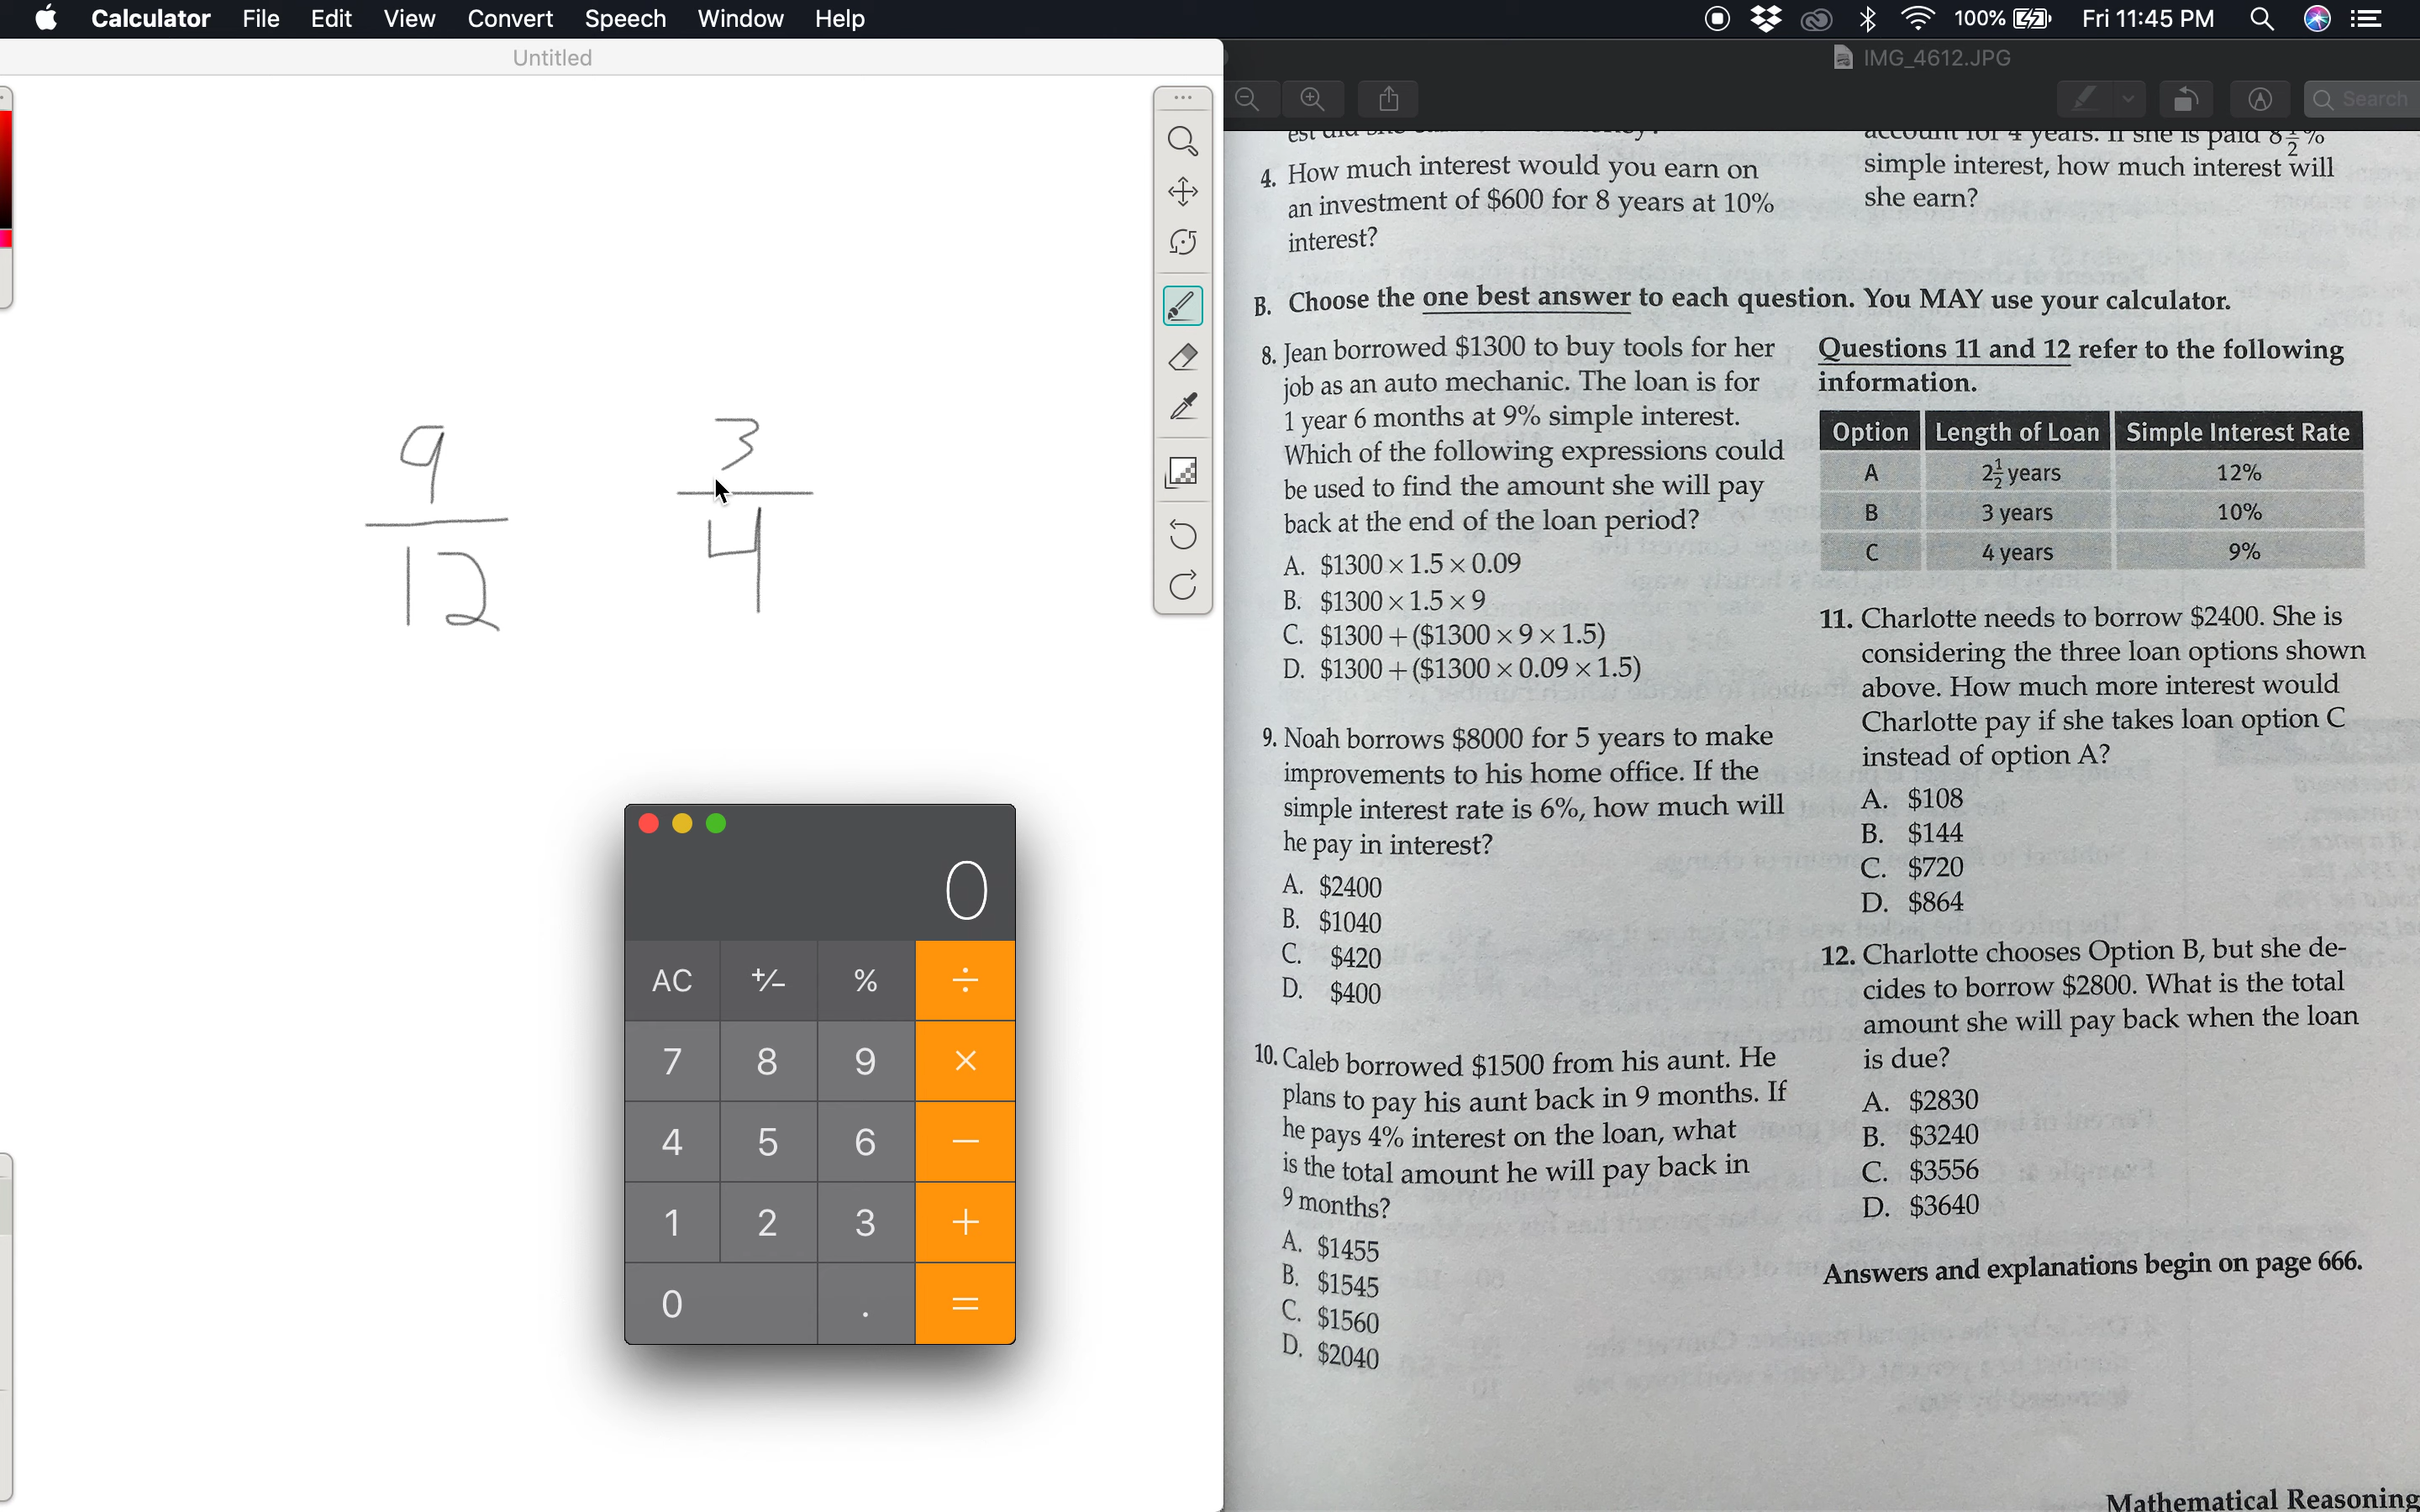 Calculator File Edit View Convert Speech Window Help
100% Fri 11:45 PM
Untitled
IMG_4612.JPG
Search
9
12
3
4
0
AC +/- % ÷
7 8 9 ×
4 5 6 −
1 2 3 +
0 . =
4. How much interest would you earn on
an investment of $600 for 8 years at 10%
interest?
account for 4 years. If she is paid 8 1/2 %
simple interest, how much interest will
she earn?
B. Choose the one best answer to each question. You MAY use your calculator.
8. Jean borrowed $1300 to buy tools for her
job as an auto mechanic. The loan is for
1 year 6 months at 9% simple interest.
Which of the following expressions could
be used to find the amount she will pay
back at the end of the loan period?
A. $1300 × 1.5 × 0.09
B. $1300 × 1.5 × 9
C. $1300 + ($1300 × 9 × 1.5)
D. $1300 + ($1300 × 0.09 × 1.5)
9. Noah borrows $8000 for 5 years to make
improvements to his home office. If the
simple interest rate is 6%, how much will
he pay in interest?
A. $2400
B. $1040
C. $420
D. $400
10. Caleb borrowed $1500 from his aunt. He
plans to pay his aunt back in 9 months. If
he pays 4% interest on the loan, what
is the total amount he will pay back in
9 months?
A. $1455
B. $1545
C. $1560
D. $2040
Questions 11 and 12 refer to the following
information.
Option Length of Loan Simple Interest Rate
A 2 1/2 years 12%
B 3 years 10%
C 4 years 9%
11. Charlotte needs to borrow $2400. She is
considering the three loan options shown
above. How much more interest would
Charlotte pay if she takes loan option C
instead of option A?
A. $108
B. $144
C. $720
D. $864
12. Charlotte chooses Option B, but she de-
cides to borrow $2800. What is the total
amount she will pay back when the loan
is due?
A. $2830
B. $3240
C. $3556
D. $3640
Answers and explanations begin on page 666.
Mathematical Reasoning